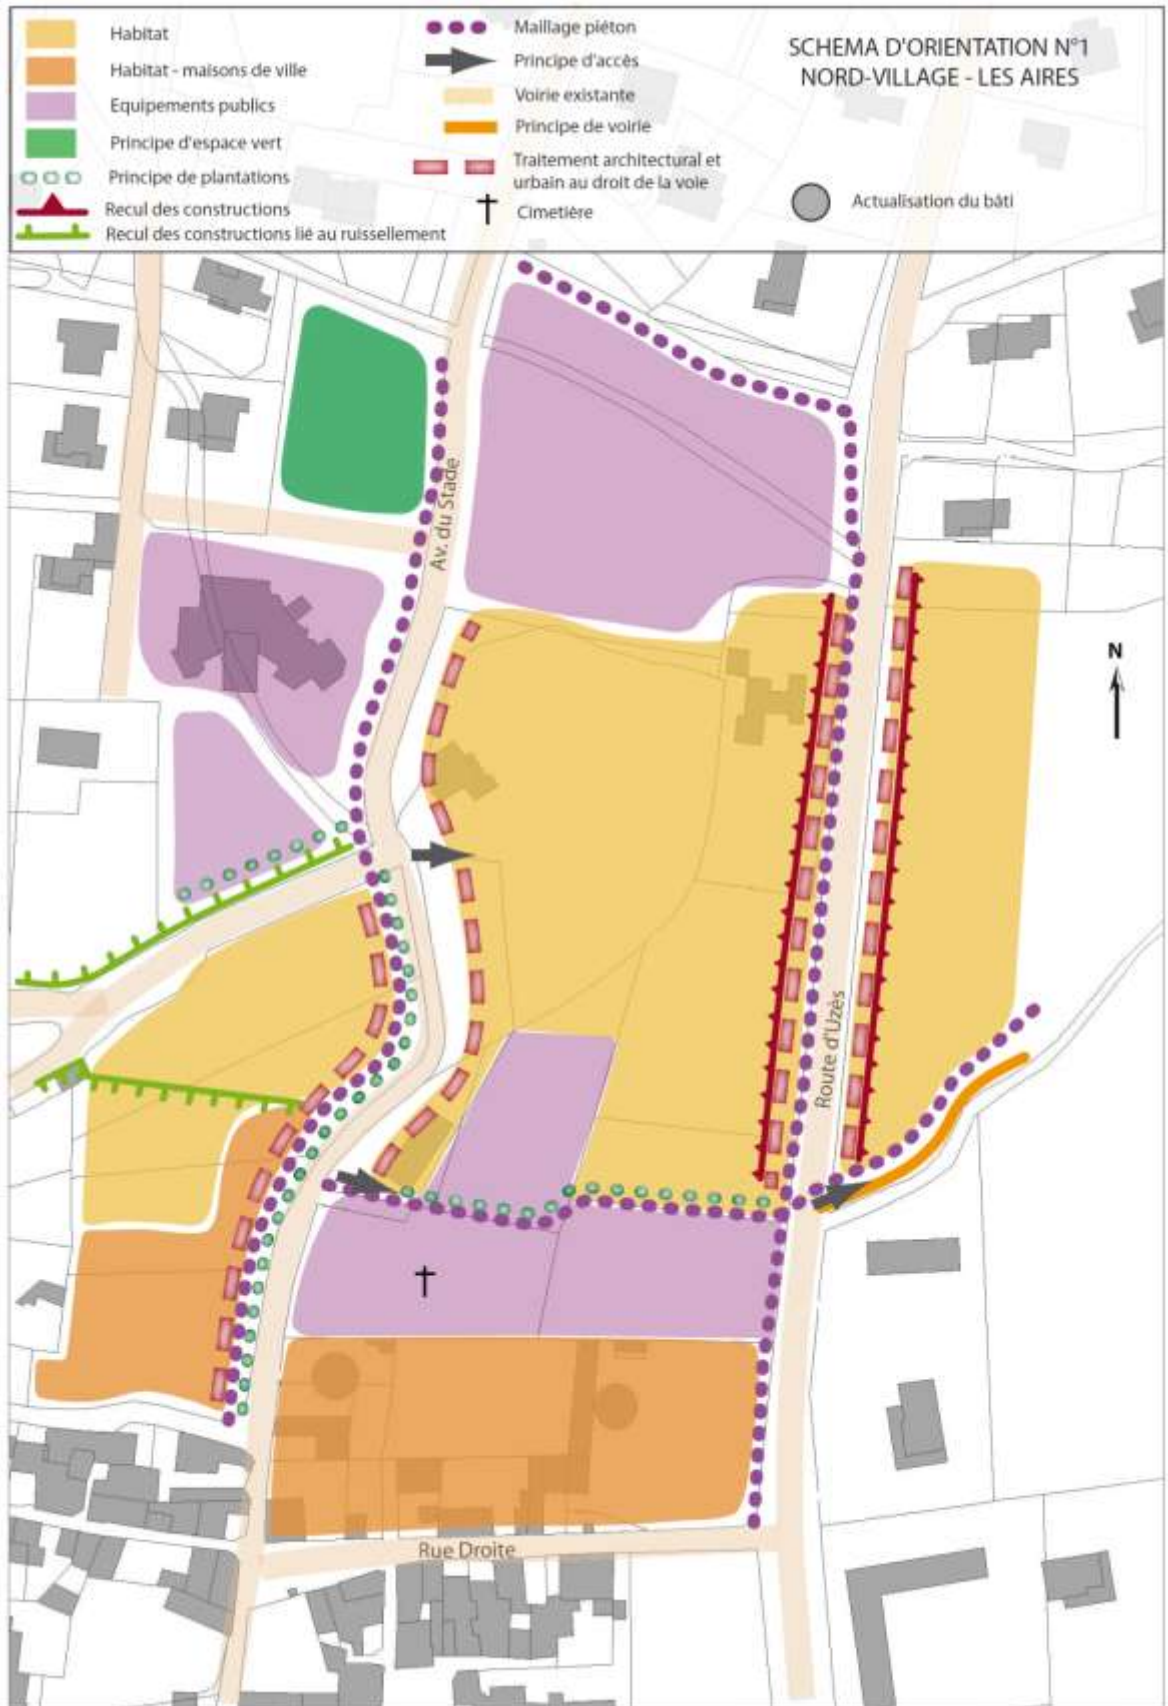 Habitat
Habitat - maisons de ville
Equipements publics
Principe d'espace vert
Principe de plantations
Recul des constructions
Recul des constructions lié au ruissellement
Maillage piéton
Principe d'accès
Voirie existante
Principe de voirie
Traitement architectural et
urbain au droit de la voie
Cimetière
SCHEMA D'ORIENTATION N°1
NORD-VILLAGE - LES AIRES
Actualisation du bâti
Av. du Stade
N
Route d'Uzès
Rue Droite